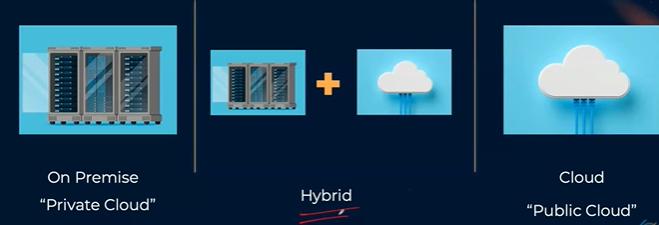 On Premise
“Private Cloud”
Hybrid
Cloud
“Public Cloud”